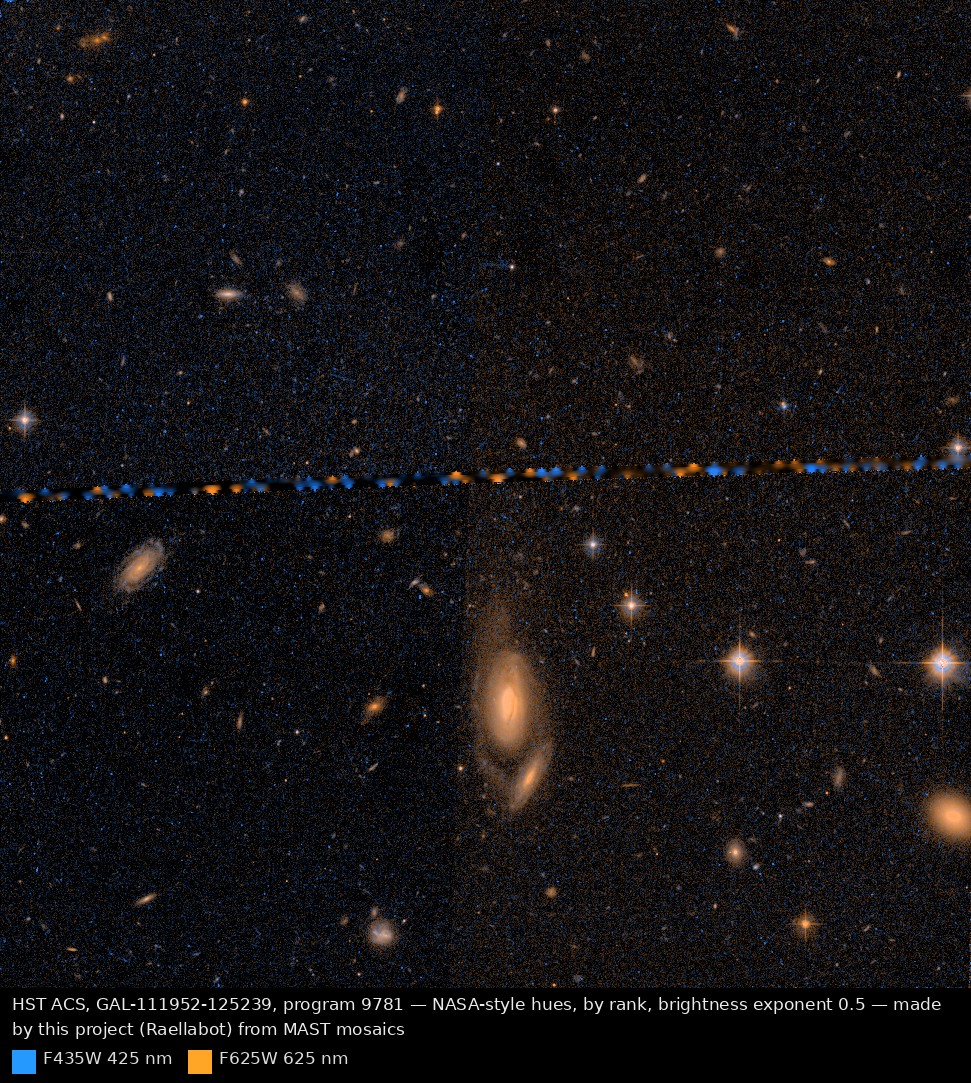 HST ACS, GAL-111952-125239, program 9781 — NASA-style hues, by rank, brightness exponent 0.5 — made
by this project (Raellabot) from MAST mosaics
F435W 425 nm F625W 625 nm